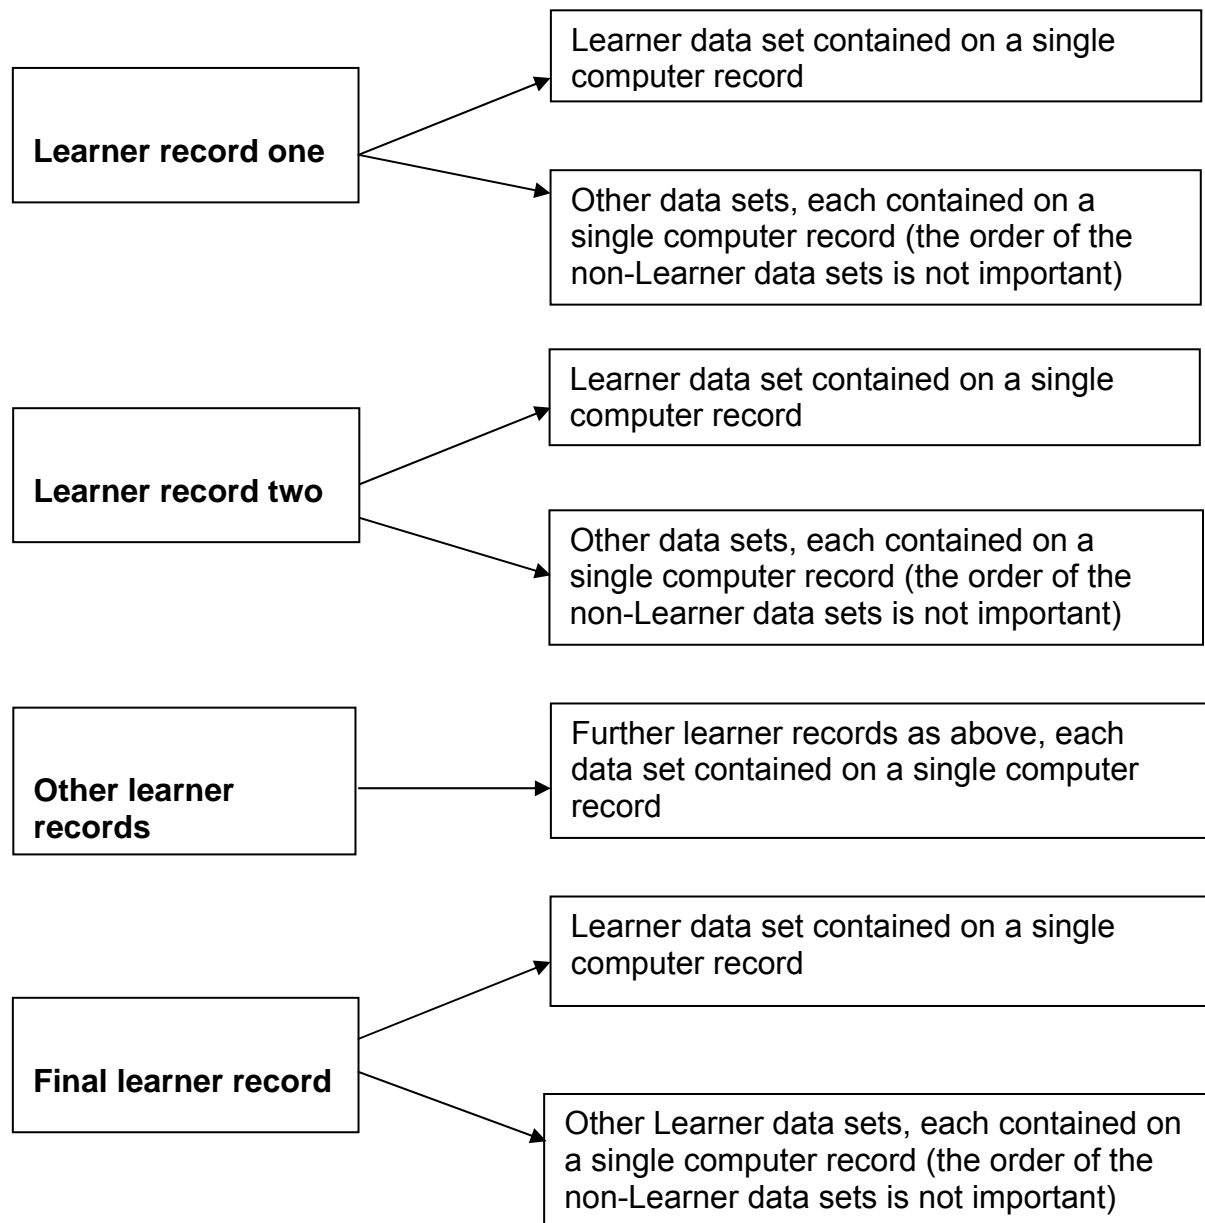 Learner data set contained on a single
computer record
Learner record one
Other data sets, each contained on a
single computer record (the order of the
non-Learner data sets is not important)
Learner data set contained on a single
computer record
Learner record two
Other data sets, each contained on a
single computer record (the order of the
non-Learner data sets is not important)
Other learner
records
Further learner records as above, each
data set contained on a single computer
record
Learner data set contained on a single
computer record
Final learner record
Other Learner data sets, each contained on
a single computer record (the order of the
non-Learner data sets is not important)